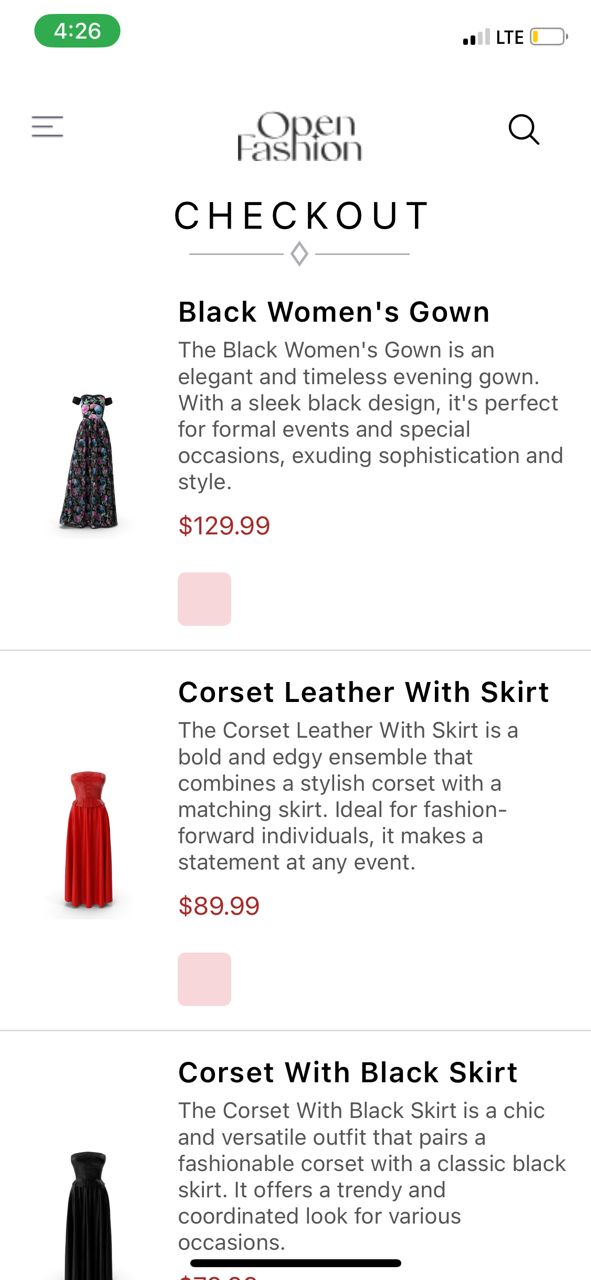 4:26
LTE
Open
Fashion
CHECKOUT
Black Women's Gown
The Black Women's Gown is an
elegant and timeless evening gown.
With a sleek black design, it's perfect
for formal events and special
occasions, exuding sophistication and
style.
$129.99
Corset Leather With Skirt
The Corset Leather With Skirt is a
bold and edgy ensemble that
combines a stylish corset with a
matching skirt. Ideal for fashion-
forward individuals, it makes a
statement at any event.
$89.99
Corset With Black Skirt
The Corset With Black Skirt is a chic
and versatile outfit that pairs a
fashionable corset with a classic black
skirt. It offers a trendy and
coordinated look for various
occasions.